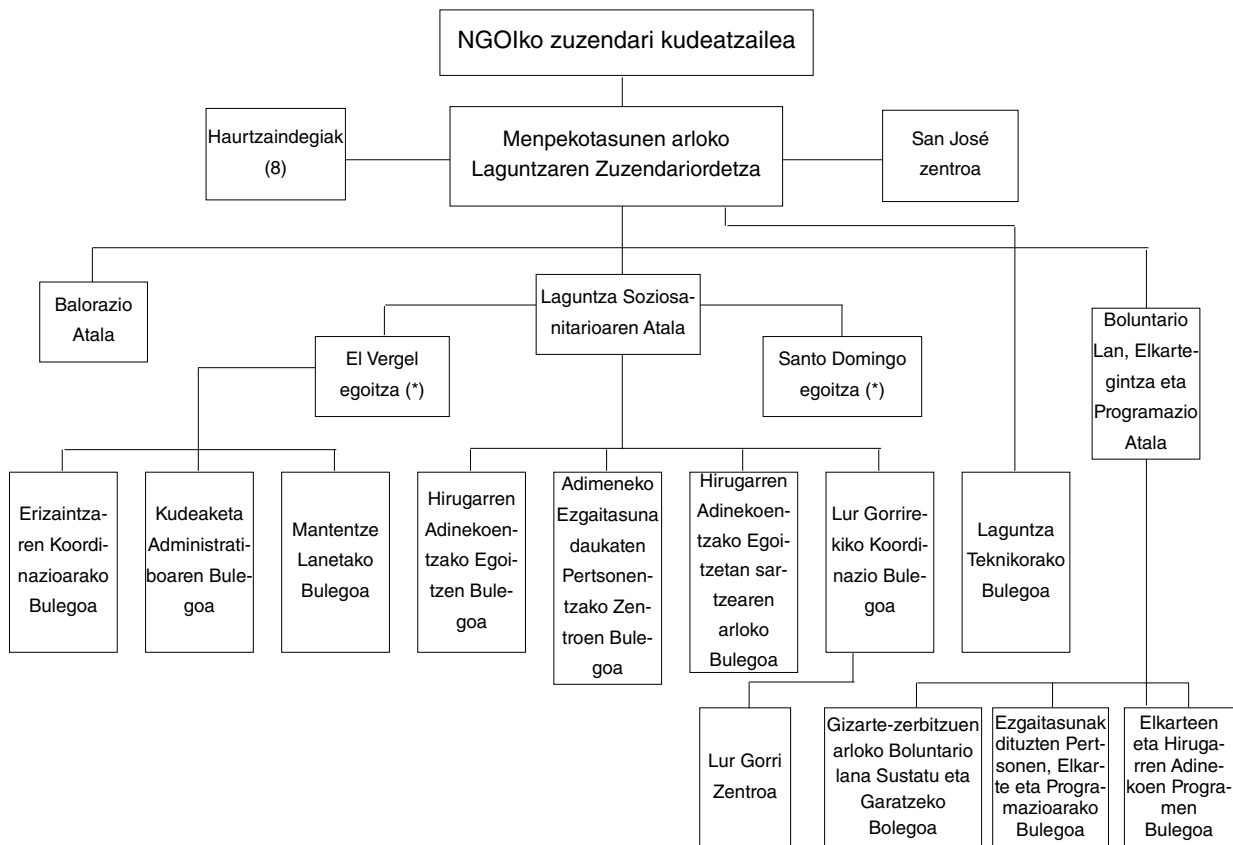 NGOIko zuzendari kudeatzailea
Haurtzaindegiak
(8)
Menpekotasunen arloko
Laguntzaren Zuzendariordetza
San José
zentroa
Balorazio
Atala
Laguntza Soziosa-
nitarioaren Atala
Boluntario
Lan, Elkarte-
gintza eta
Programazio
Atala
El Vergel
egoitza (*)
Santo Domingo
egoitza (*)
Erizaintza-
ren Koordi-
nazioarako
Bulegoa
Kudeaketa
Administrati-
boaren Bule-
goa
Mantentze
Lanetako
Bulegoa
Hirugarren
Adinekoen-
tzako Egoi-
tzen Bule-
goa
Adimeneko
Ezgaitasuna
daukaten
Pertsonen-
tzako Zen-
troen Bule-
goa
Hirugarren
Adinekoen-
tzako Egoi-
tzetan sar-
tzearen
arloko
Bulegoa
Lur Gorrire-
kiko Koordi-
nazio Bule-
goa
Laguntza
Teknikorako
Bulegoa
Lur Gorri
Zentroa
Gizarte-zerbitzuen
arloko Boluntario
lana Sustatu eta
Garatzeko
Bolegoa
Ezgaitasunak
dituzten Pert-
sonen, Elkar-
te eta Progra-
mazioarako
Bulegoa
Elkarteen
eta Hiruga-
rren Adine-
koen Progra-
men
Bulegoa